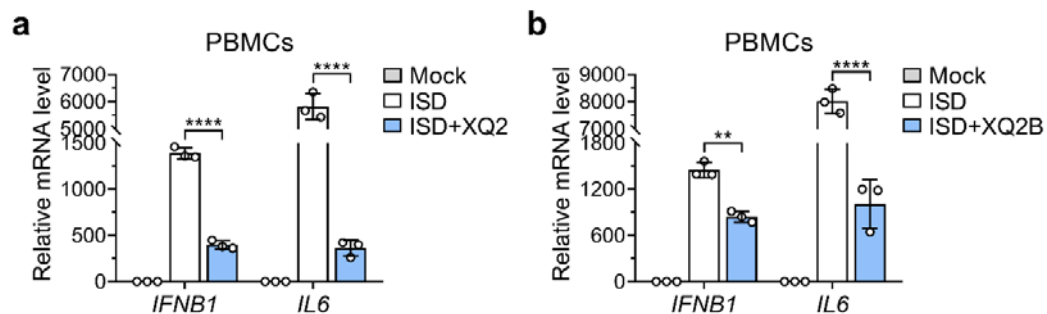 a
PBMCs
Relative mRNA level
7000
6000
5000
1500
1000
500
0
****
****
IFNB1
IL6
Mock
ISD
ISD+XQ2
b
PBMCs
Relative mRNA level
9000
8000
7000
1800
1200
600
0
**
****
IFNB1
IL6
Mock
ISD
ISD+XQ2B